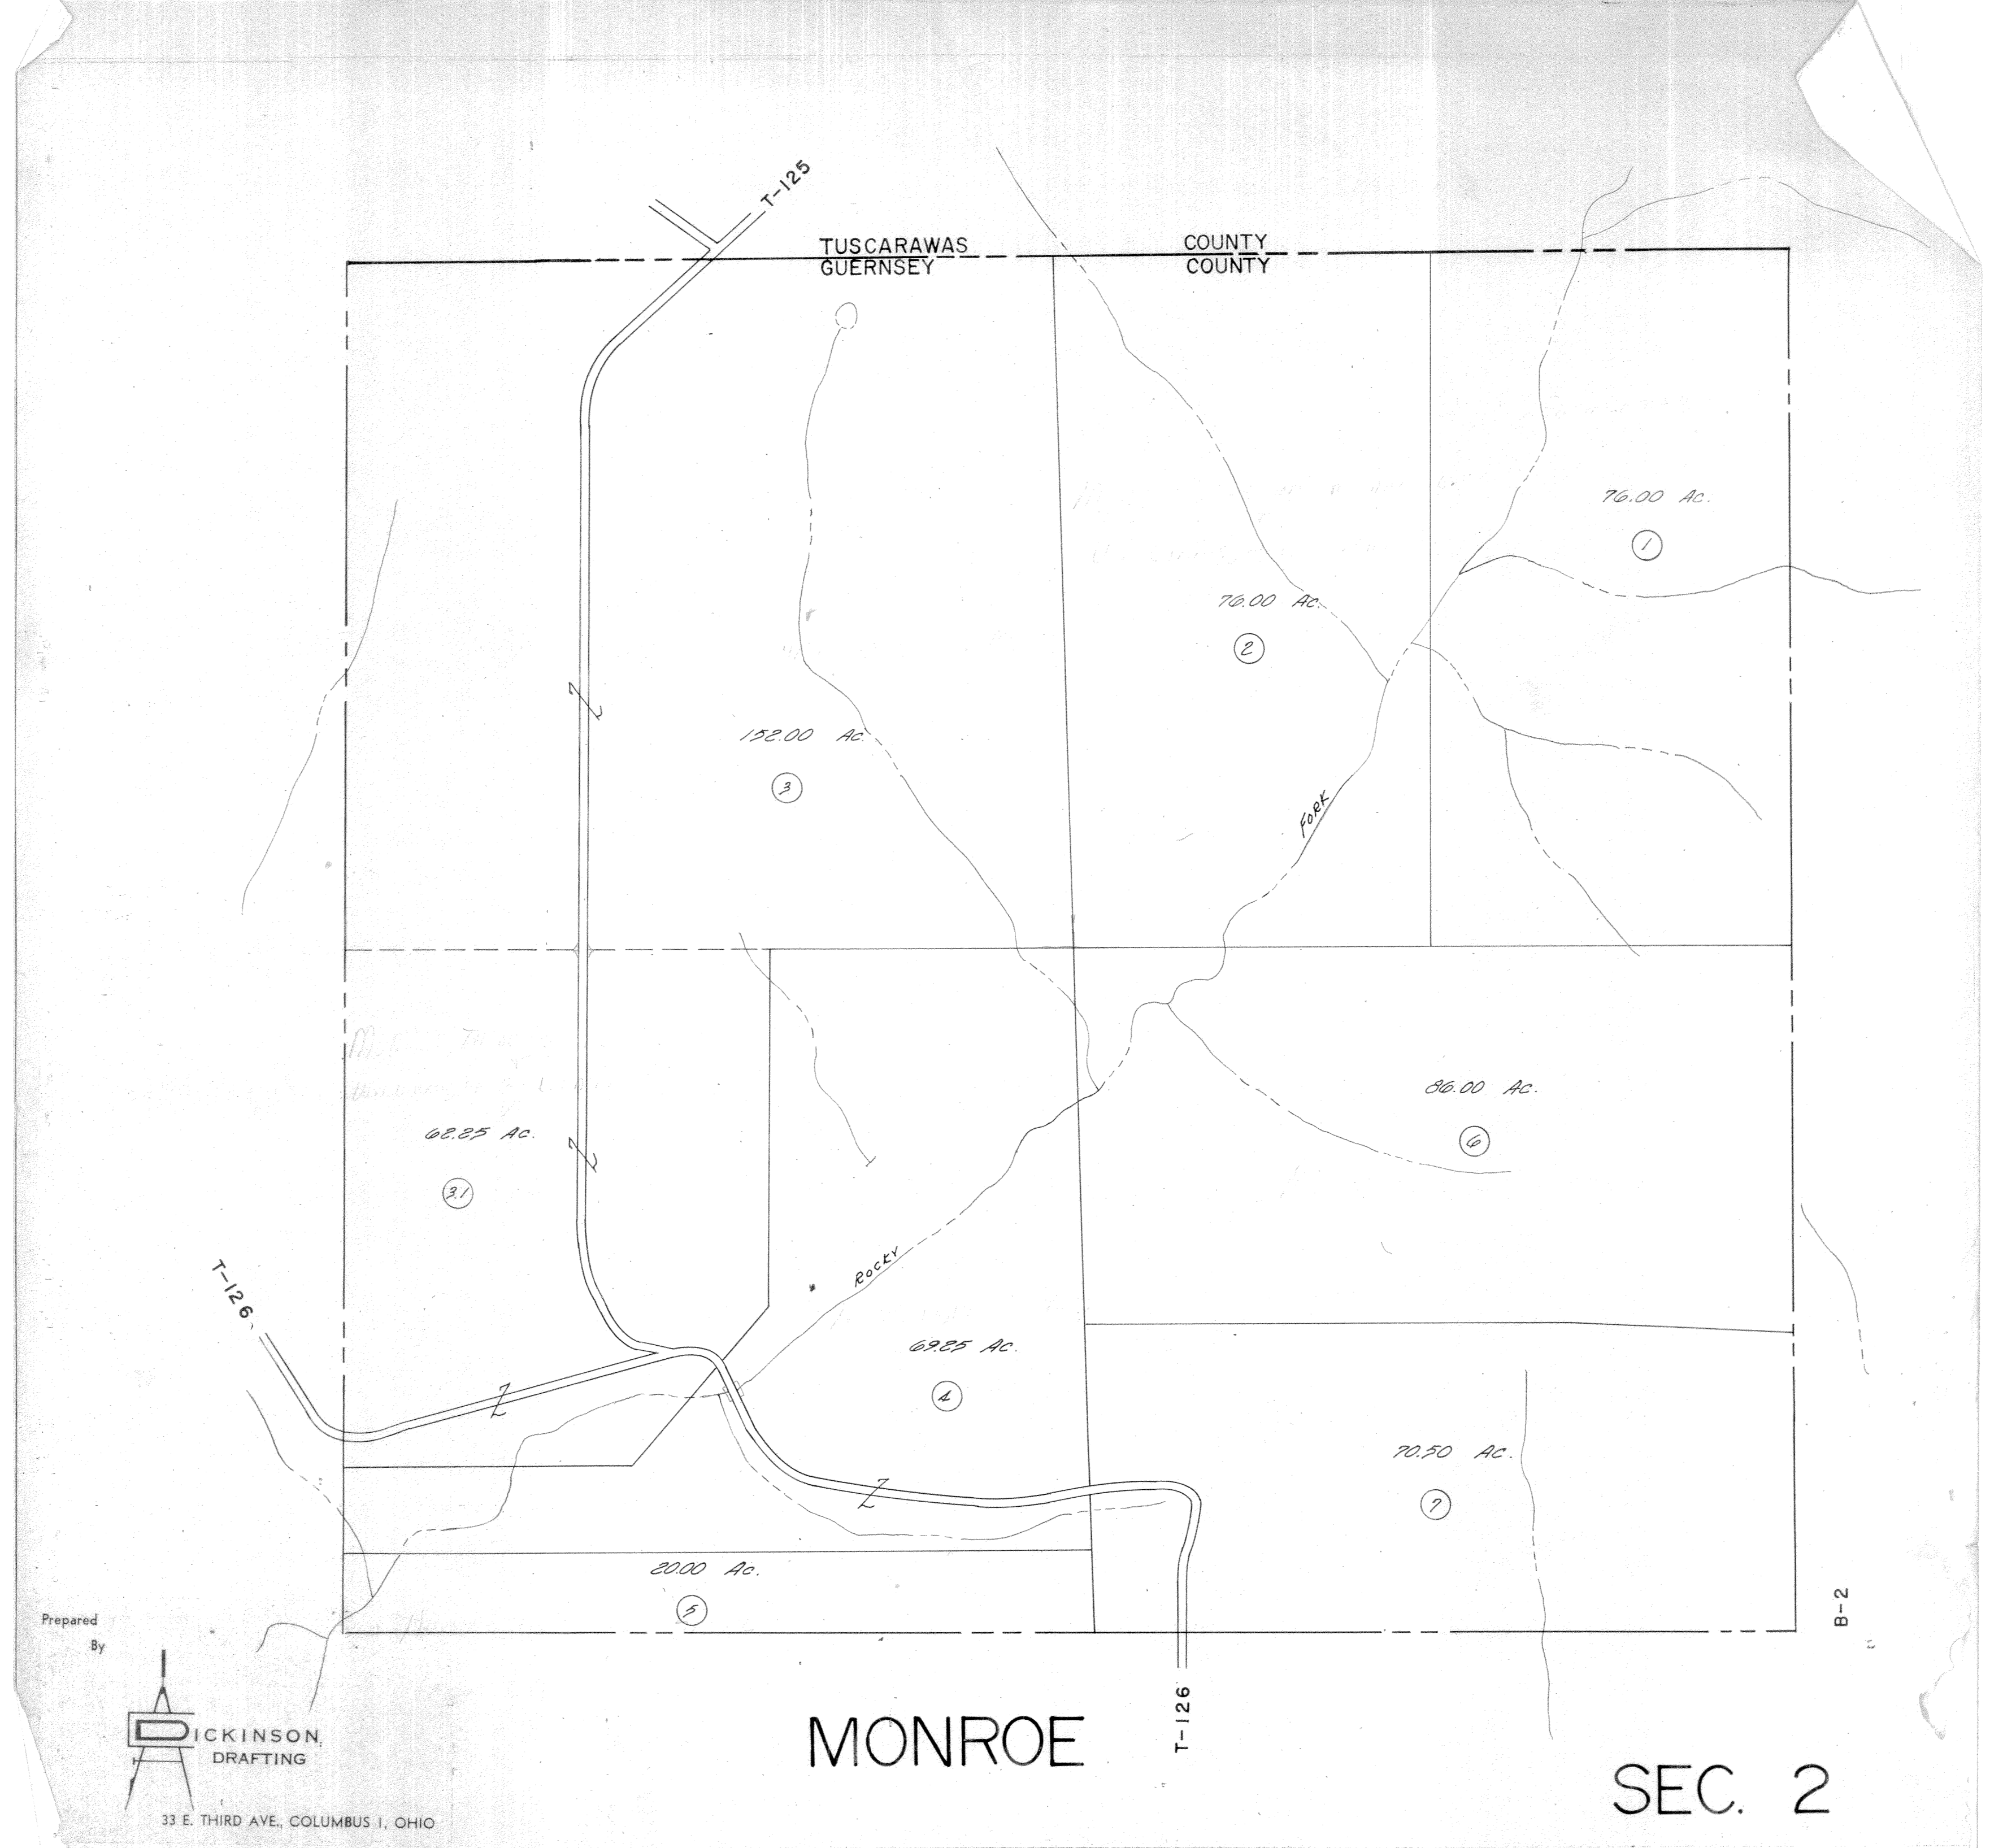 T-125
TUSCARAWAS COUNTY
GUERNSEY COUNTY
76.00 Ac.
1
76.00 Ac.
2
152.00 Ac.
3
FORK
86.00 Ac.
6
62.25 Ac.
3.1
T-126
ROCKY
69.25 Ac.
4
70.50 Ac.
7
20.00 Ac.
5
B-2
Prepared
By
DICKINSON,
DRAFTING
33 E. THIRD AVE., COLUMBUS 1, OHIO
MONROE
T-126
SEC. 2